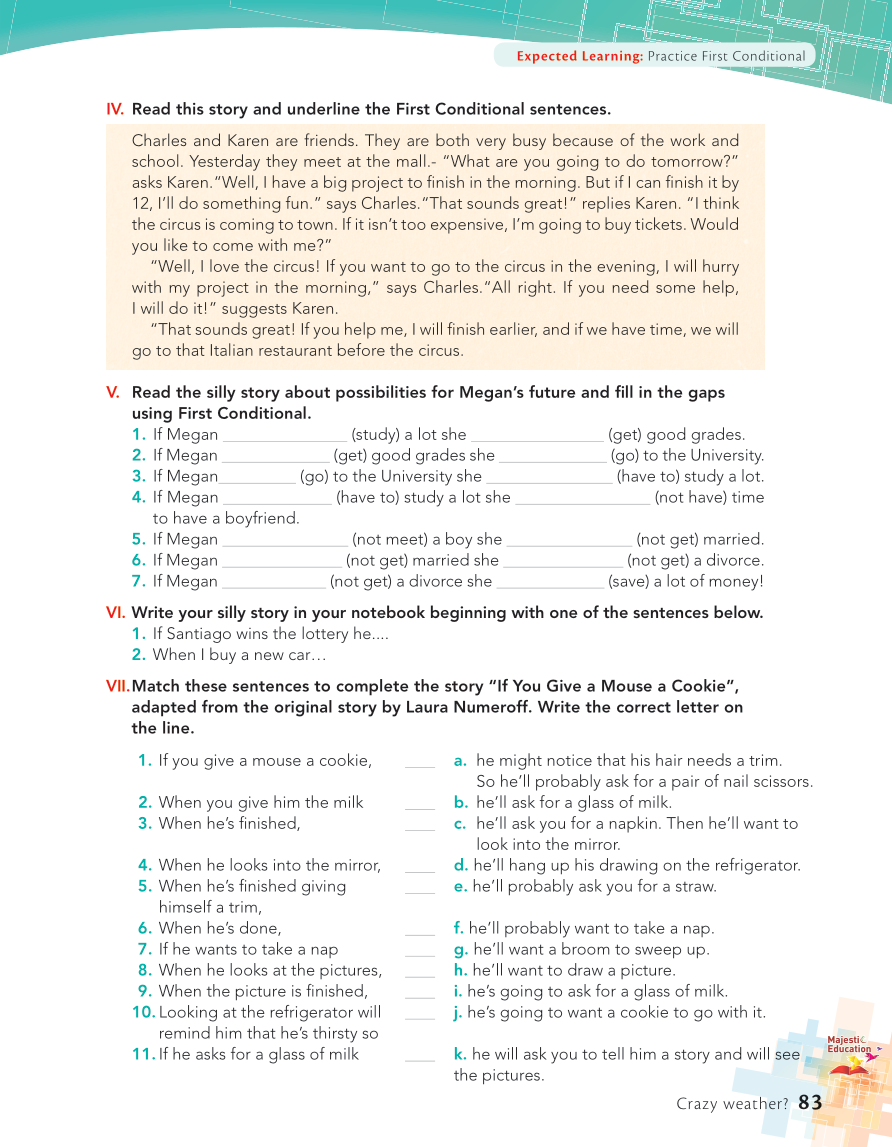 Expected Learning: Practice First Conditional
IV. Read this story and underline the First Conditional sentences.
Charles and Karen are friends. They are both very busy because of the work and
school. Yesterday they meet at the mall.- “What are you going to do tomorrow?”
asks Karen.“Well, I have a big project to finish in the morning. But if I can finish it by
12, I’ll do something fun.” says Charles.“That sounds great!” replies Karen. “I think
the circus is coming to town. If it isn’t too expensive, I’m going to buy tickets. Would
you like to come with me?”
“Well, I love the circus! If you want to go to the circus in the evening, I will hurry
with my project in the morning,” says Charles.“All right. If you need some help,
I will do it!” suggests Karen.
“That sounds great! If you help me, I will finish earlier, and if we have time, we will
go to that Italian restaurant before the circus.
V. Read the silly story about possibilities for Megan’s future and fill in the gaps
using First Conditional.
1. If Megan ______________ (study) a lot she ______________ (get) good grades.
2. If Megan ____________ (get) good grades she ____________ (go) to the University.
3. If Megan_________ (go) to the University she ______________ (have to) study a lot.
4. If Megan ____________ (have to) study a lot she _______________ (not have) time
to have a boyfriend.
5. If Megan ______________ (not meet) a boy she ______________ (not get) married.
6. If Megan _____________ (not get) married she _____________ (not get) a divorce.
7. If Megan ___________ (not get) a divorce she ____________ (save) a lot of money!
VI. Write your silly story in your notebook beginning with one of the sentences below.
1. If Santiago wins the lottery he....
2. When I buy a new car…
VII. Match these sentences to complete the story “If You Give a Mouse a Cookie”,
adapted from the original story by Laura Numeroff. Write the correct letter on
the line.
1. If you give a mouse a cookie, ____ a. he might notice that his hair needs a trim.
So he’ll probably ask for a pair of nail scissors.
2. When you give him the milk ____ b. he’ll ask for a glass of milk.
3. When he’s finished, ____ c. he’ll ask you for a napkin. Then he’ll want to
look into the mirror.
4. When he looks into the mirror, ____ d. he’ll hang up his drawing on the refrigerator.
5. When he’s finished giving ____ e. he’ll probably ask you for a straw.
himself a trim,
6. When he’s done, ____ f. he’ll probably want to take a nap.
7. If he wants to take a nap ____ g. he’ll want a broom to sweep up.
8. When he looks at the pictures, ____ h. he’ll want to draw a picture.
9. When the picture is finished, ____ i. he’s going to ask for a glass of milk.
10. Looking at the refrigerator will ____ j. he’s going to want a cookie to go with it.
remind him that he’s thirsty so
11. If he asks for a glass of milk ____ k. he will ask you to tell him a story and will see
the pictures.
Majestic
Education
Crazy weather? 83